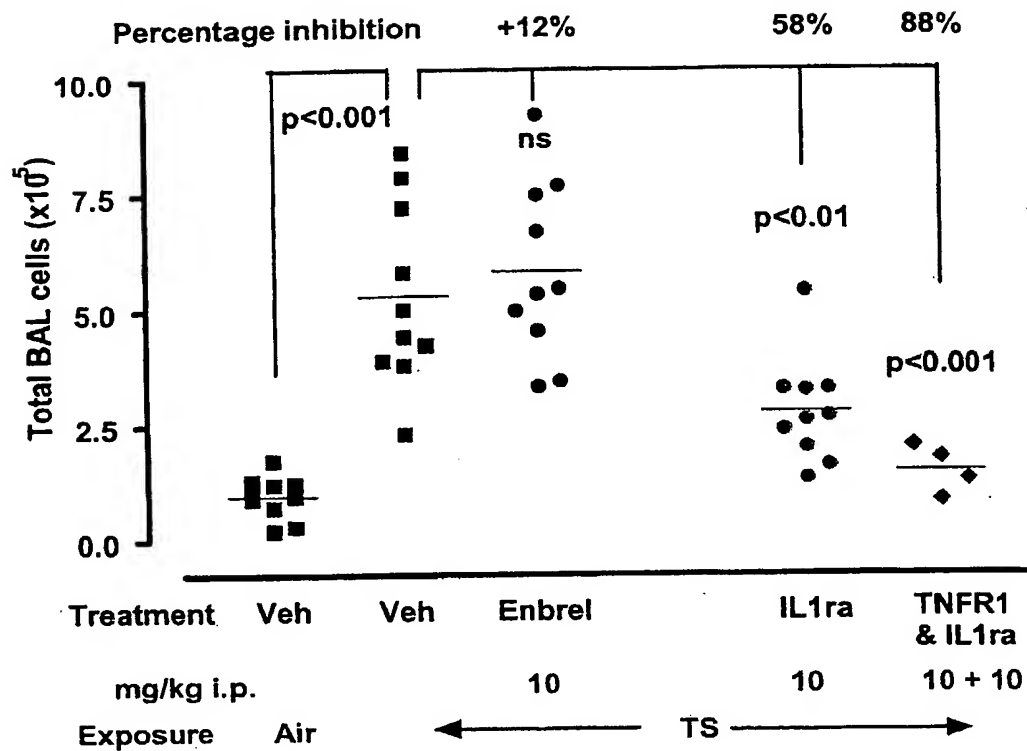 Percentage inhibition +12% 58% 88%
10.0
7.5
5.0
2.5
0.0
Total BAL cells (x10⁵)
p<0.001
ns
p<0.01
p<0.001
Treatment Veh Veh Enbrel IL1ra TNFR1 & IL1ra
mg/kg i.p. 10 10 10 + 10
Exposure Air TS